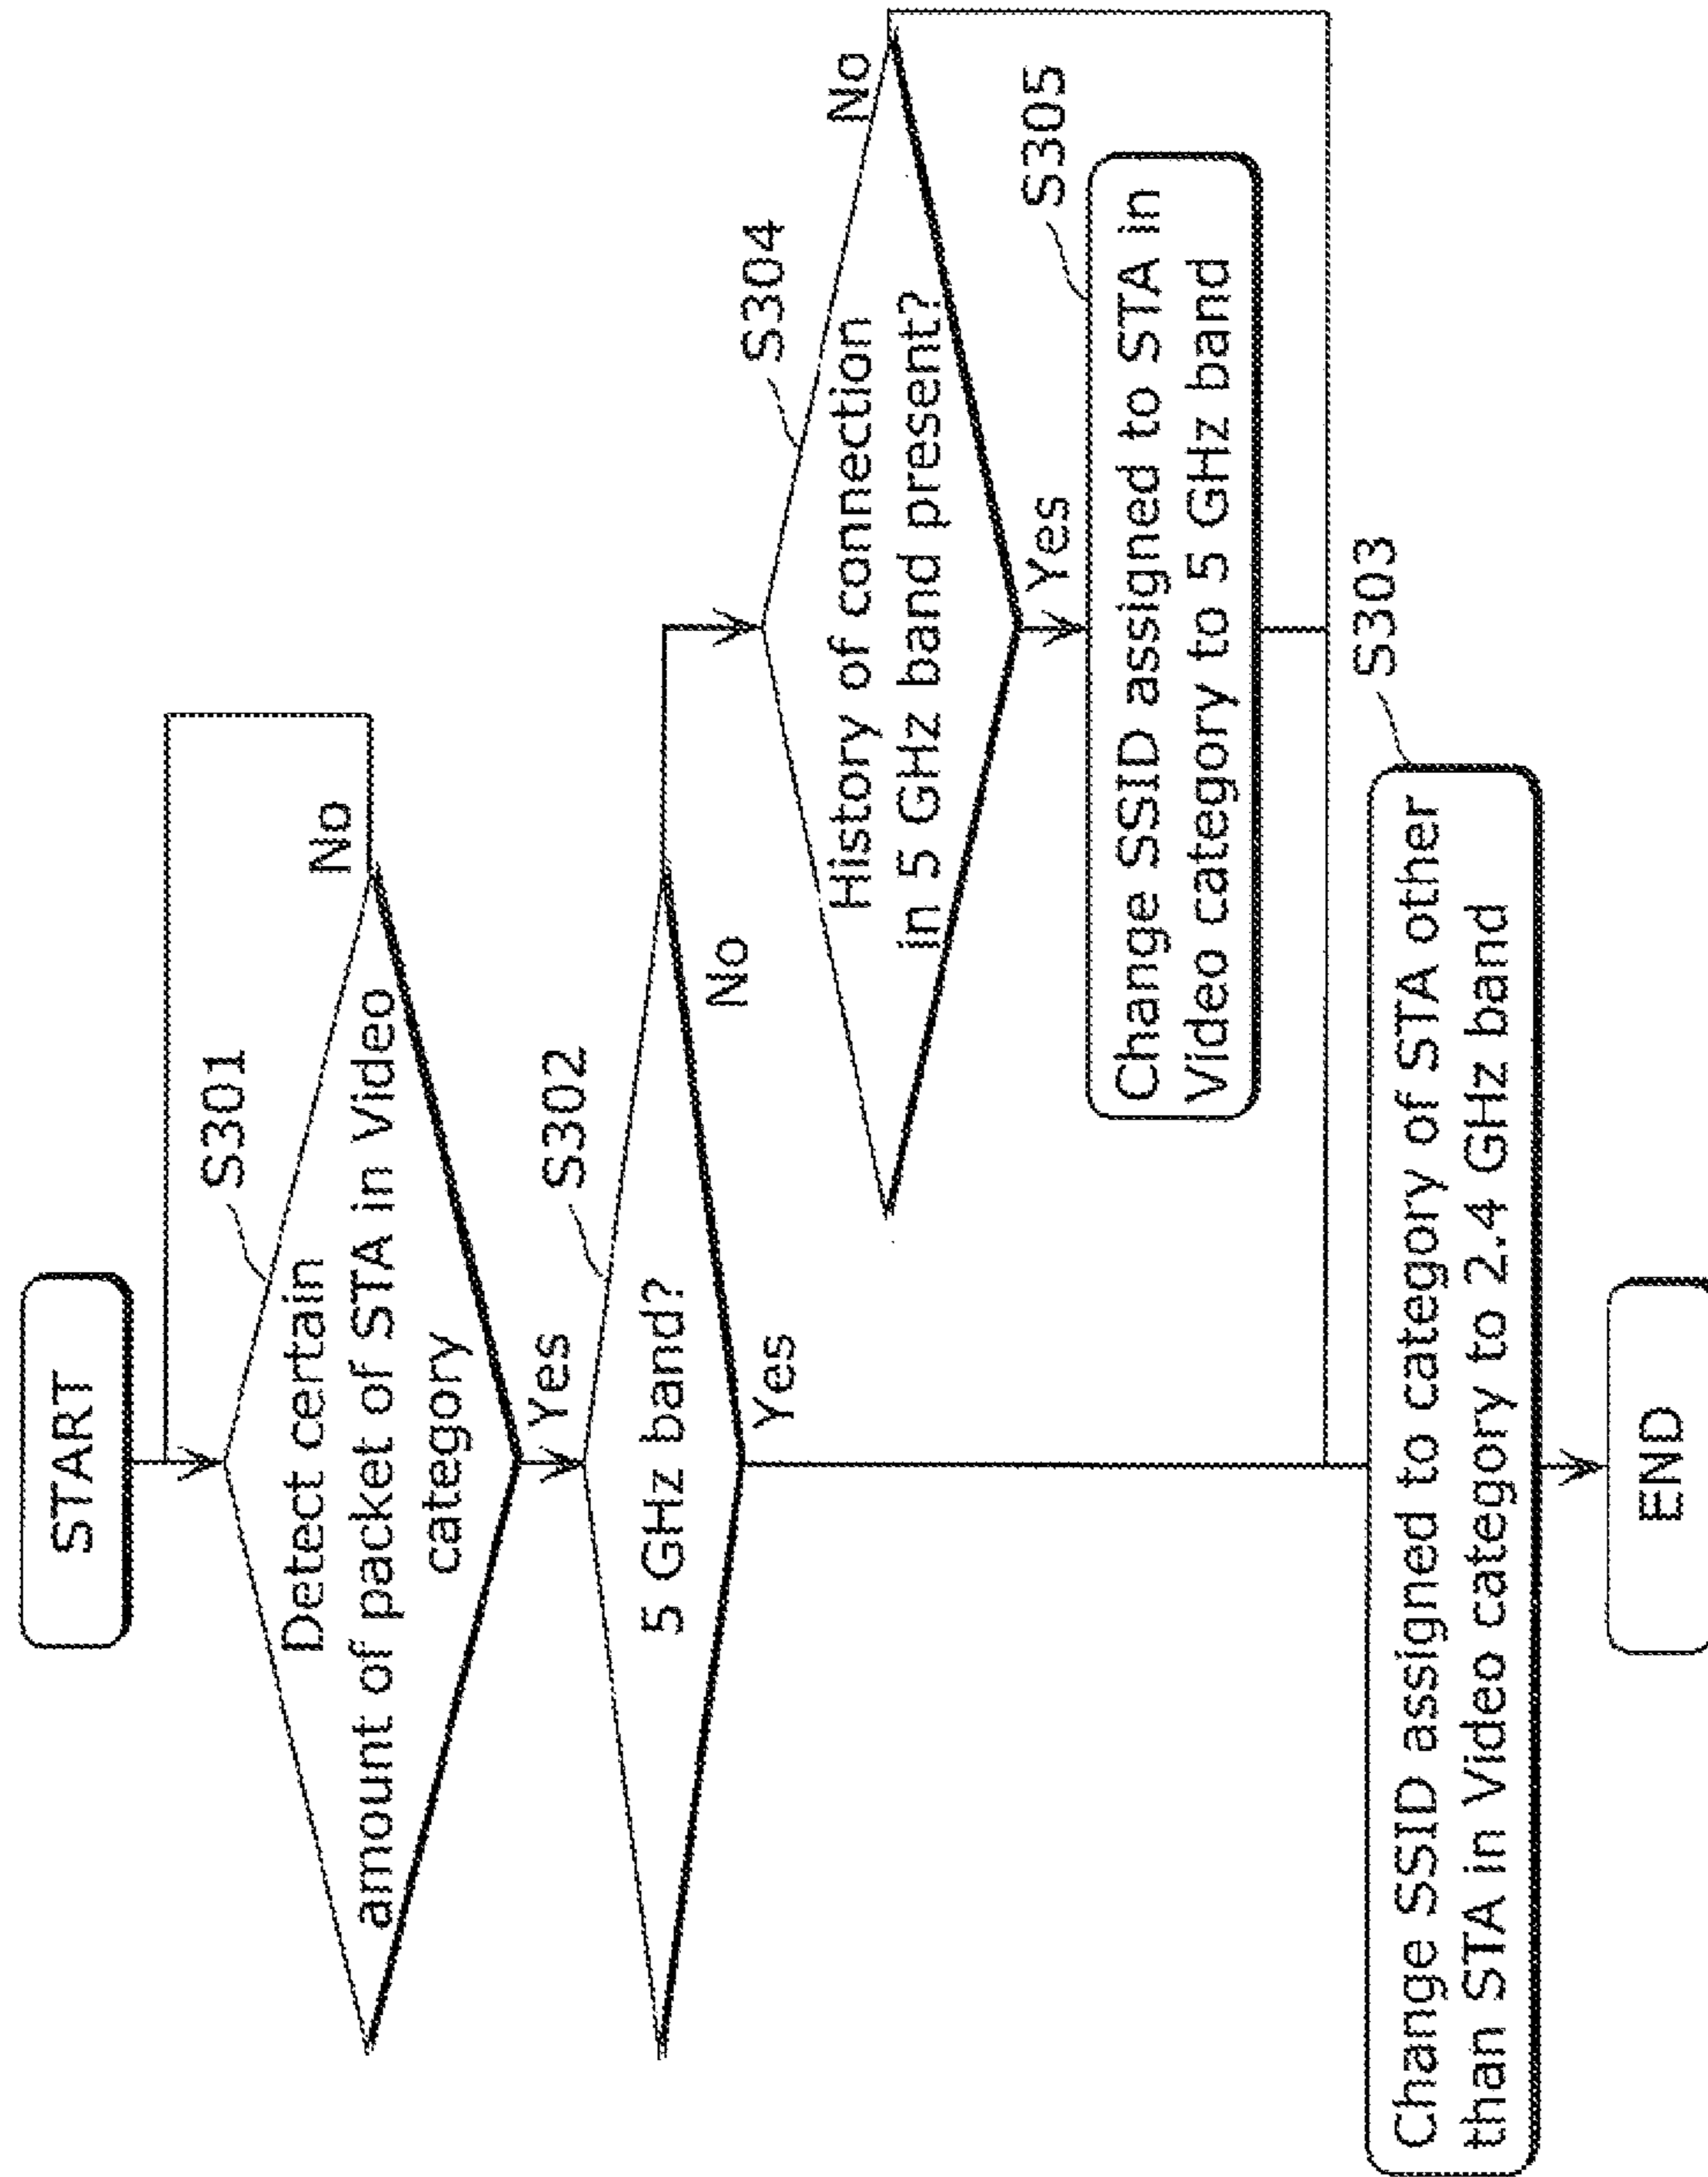 START
S301
Detect certain
amount of packet of STA in Video
category
No
Yes
S302
5 GHz band?
No
Yes
S304
History of connection
in 5 GHz band present?
No
Yes
S305
Change SSID assigned to STA in
Video category to 5 GHz band
S303
Change SSID assigned to category of STA other
than STA in Video category to 2.4 GHz band
END